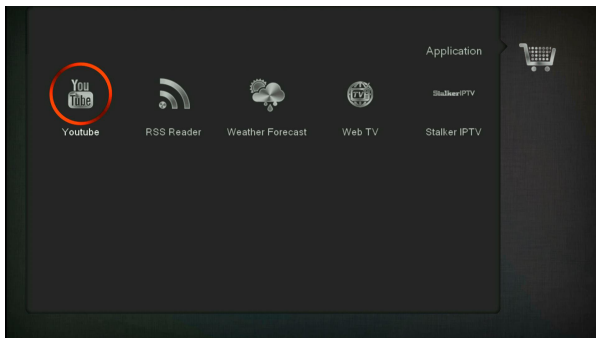 Application
You
Tube
TV
StalkerIPTV
Youtube
RSS Reader
Weather Forecast
Web TV
Stalker IPTV